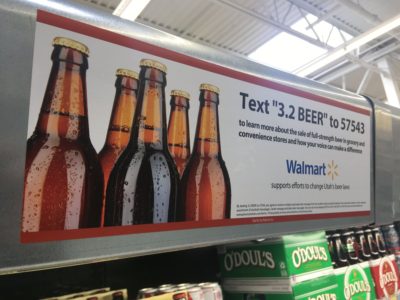 Text "3.2 BEER" to 57543
to learn more about the sale of full-strength beer in grocery and
convenience stores and how your voice can make a difference
Walmart
supports efforts to change Utah's beer laws
O'DOUL'S
O'DOUL'S
O'DOUL'S